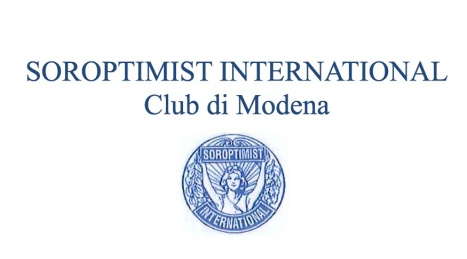 SOROPTIMIST INTERNATIONAL
Club di Modena
SOROPTIMIST
INTERNATIONAL